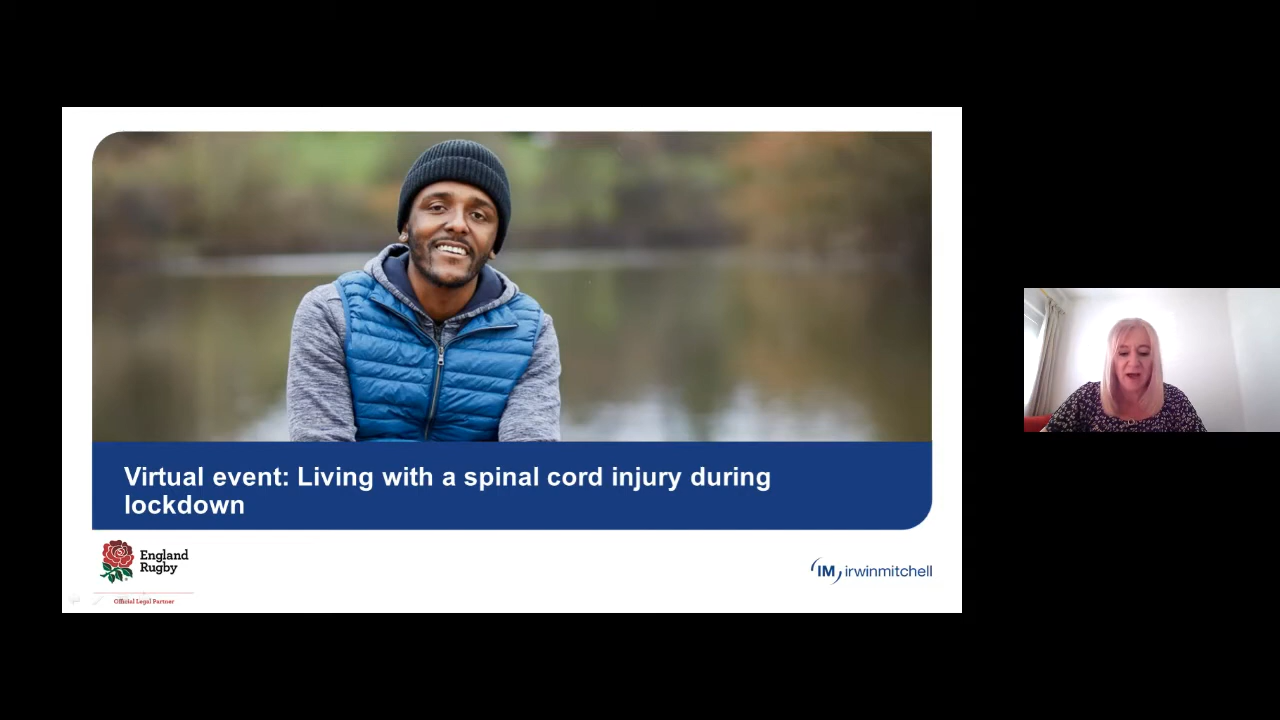 Virtual event: Living with a spinal cord injury during
lockdown
England
Rugby
Official Legal Partner
IM irwinmitchell